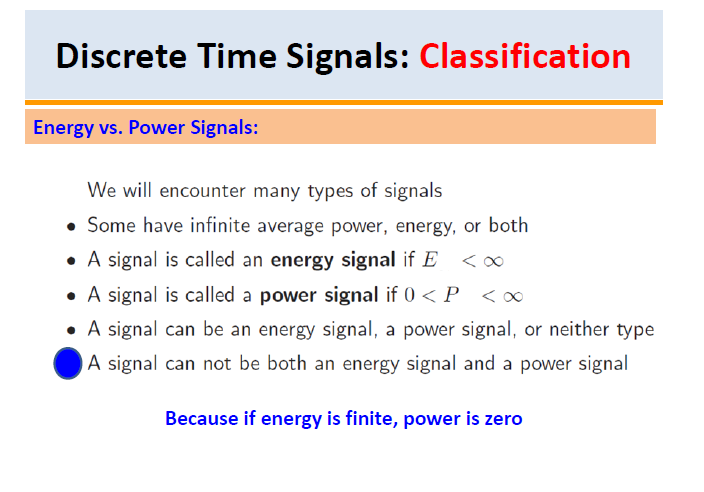 Discrete Time Signals: Classification
Energy vs. Power Signals:
We will encounter many types of signals
• Some have infinite average power, energy, or both
• A signal is called an energy signal if E < ∞
• A signal is called a power signal if 0 < P < ∞
• A signal can be an energy signal, a power signal, or neither type
A signal can not be both an energy signal and a power signal
Because if energy is finite, power is zero